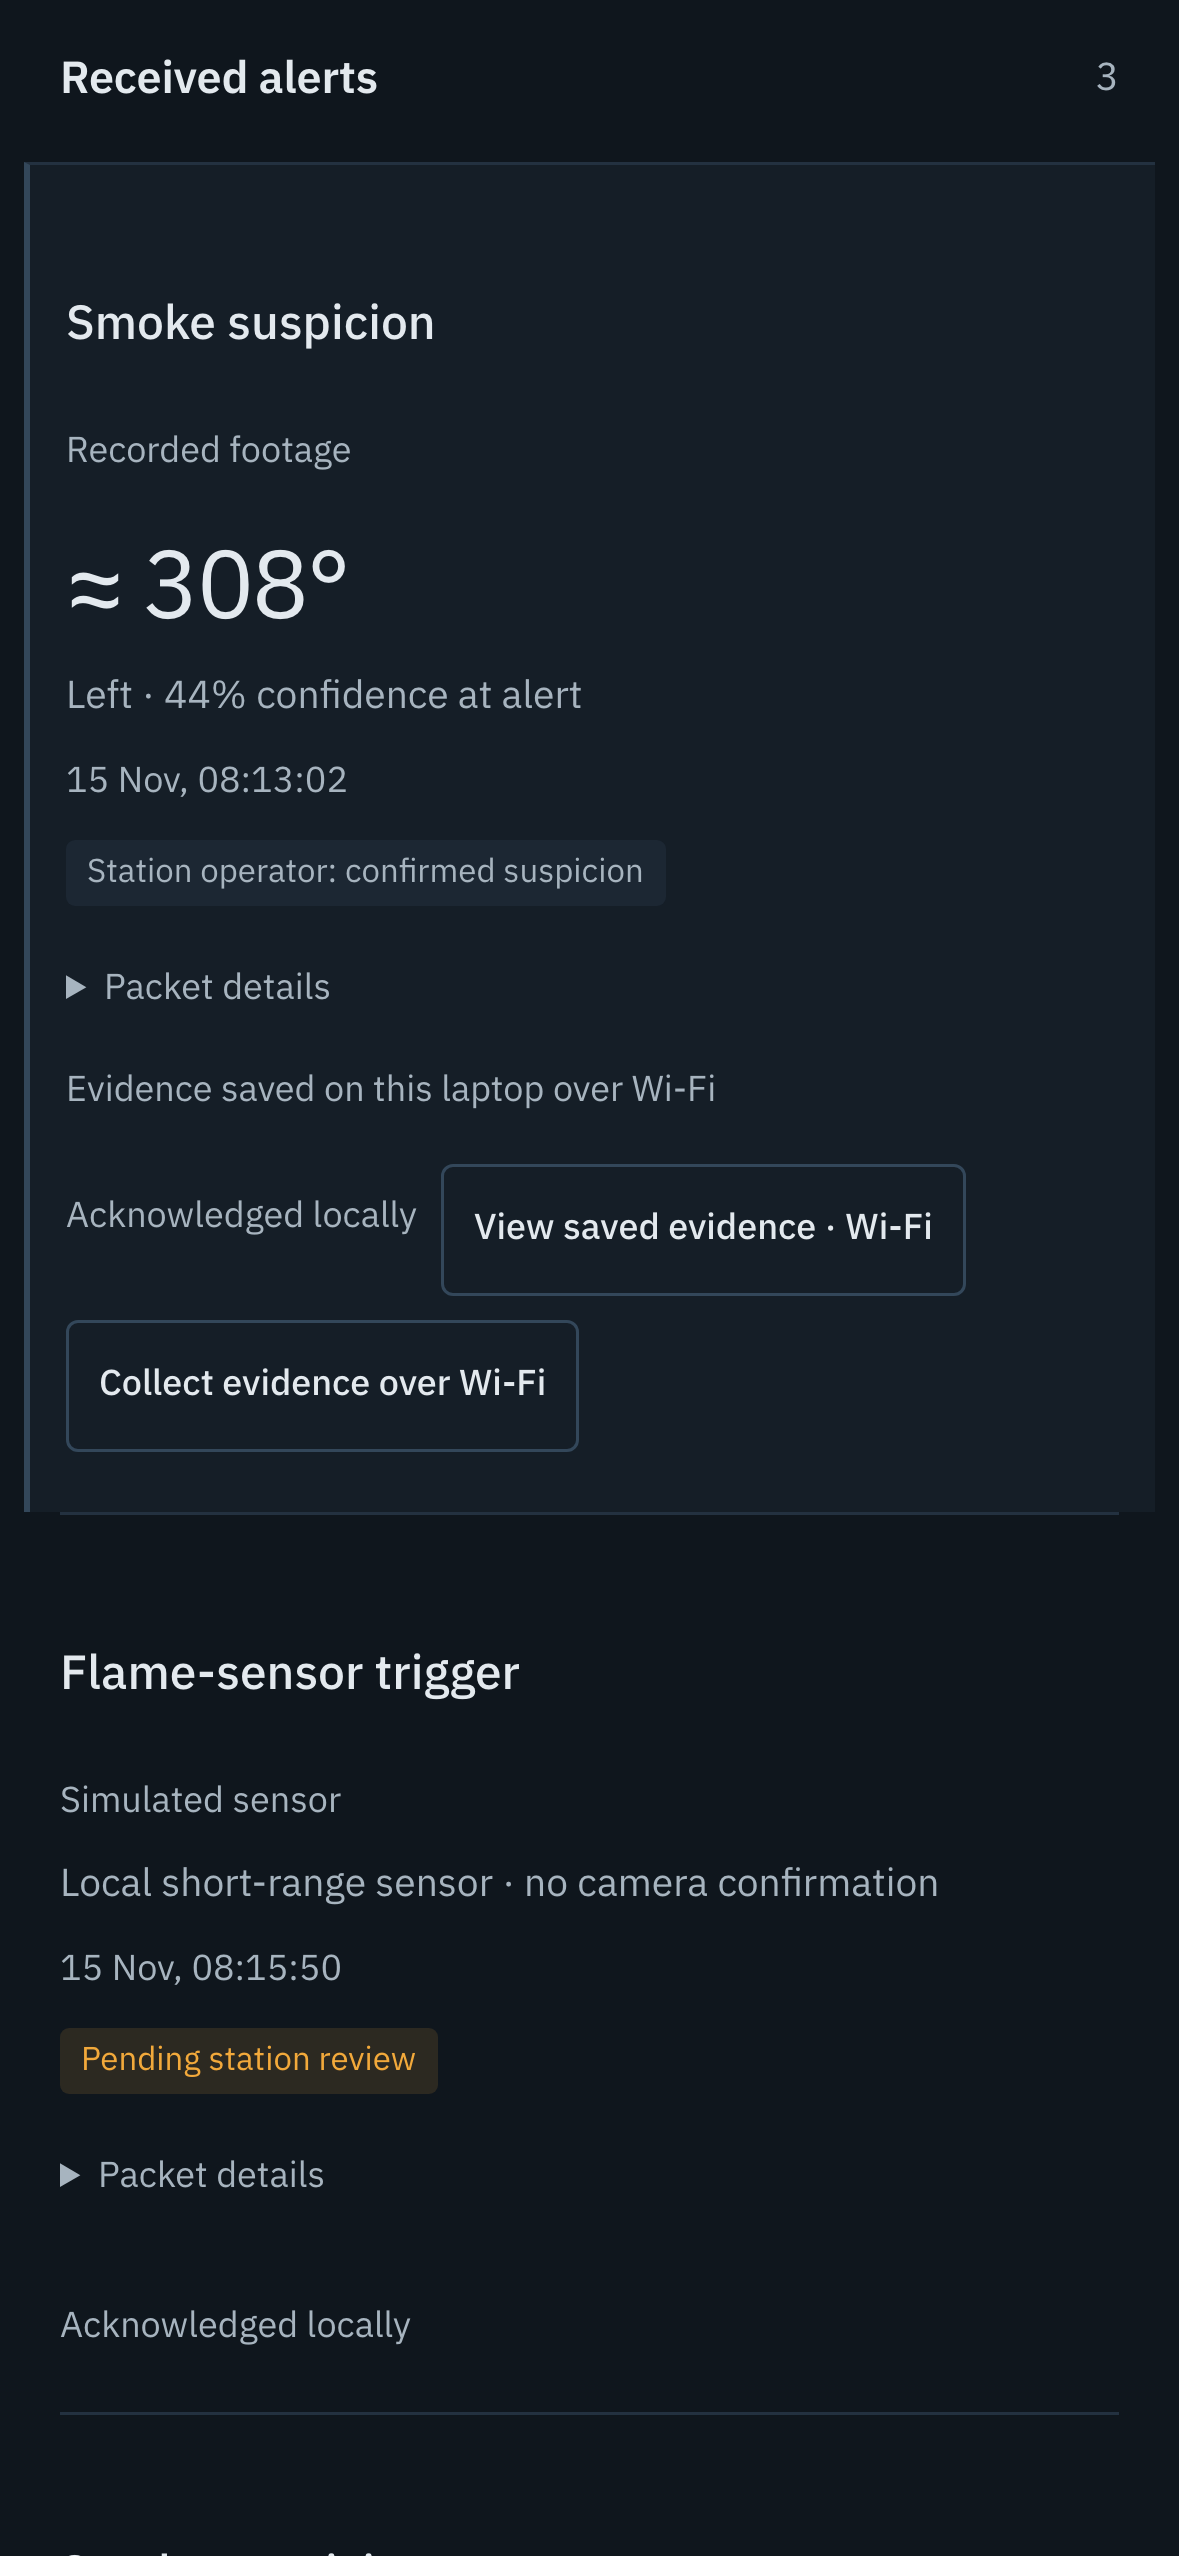 Received alerts 3
Smoke suspicion
Recorded footage
≈ 308°
Left · 44% confidence at alert
15 Nov, 08:13:02
Station operator: confirmed suspicion
▶ Packet details
Evidence saved on this laptop over Wi-Fi
Acknowledged locally View saved evidence · Wi-Fi
Collect evidence over Wi-Fi
Flame-sensor trigger
Simulated sensor
Local short-range sensor · no camera confirmation
15 Nov, 08:15:50
Pending station review
▶ Packet details
Acknowledged locally